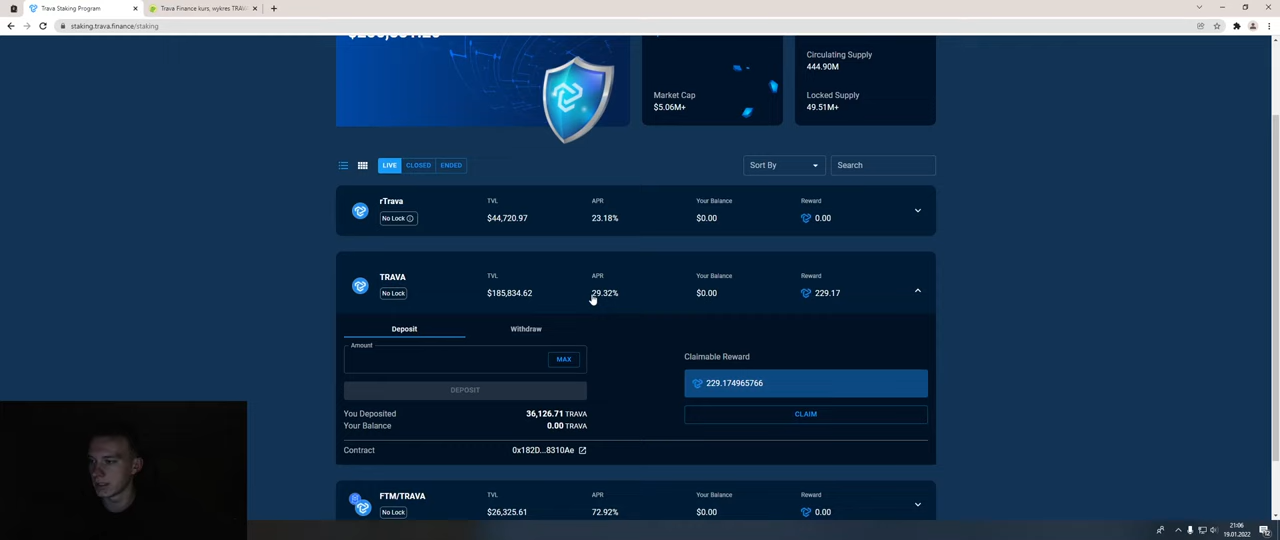 Trava Staking Program
Trava Finance kurs, wykres TRAV
staking.trava.finance/staking
Circulating Supply
444.90M
Market Cap
$5.06M+
Locked Supply
49.51M+
LIVE CLOSED ENDED
Sort By
Search
rTrava
No Lock
TVL
$44,720.97
APR
23.18%
Your Balance
$0.00
Reward
0.00
TRAVA
No Lock
TVL
$185,834.62
APR
29.32%
Your Balance
$0.00
Reward
229.17
Deposit Withdraw
Amount
MAX
DEPOSIT
You Deposited 36,126.71 TRAVA
Your Balance 0.00 TRAVA
Claimable Reward
229.174965766
CLAIM
Contract 0x182D...8310Ae
FTM/TRAVA
No Lock
TVL
$26,325.61
APR
72.92%
Your Balance
$0.00
Reward
0.00
21:06
19.01.2022